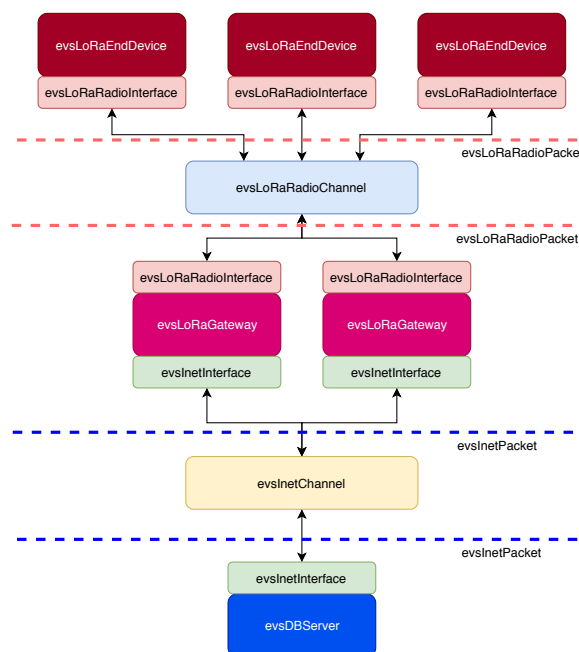 evsLoRaEndDevice
evsLoRaEndDevice
evsLoRaEndDevice
evsLoRaRadioInterface
evsLoRaRadioInterface
evsLoRaRadioInterface
evsLoRaRadioPacke
evsLoRaRadioChannel
evsLoRaRadioPacket
evsLoRaRadioInterface
evsLoRaRadioInterface
evsLoRaGateway
evsLoRaGateway
evsInetInterface
evsInetInterface
evsInetPacket
evsInetChannel
evsInetPacket
evsInetInterface
evsDBServer